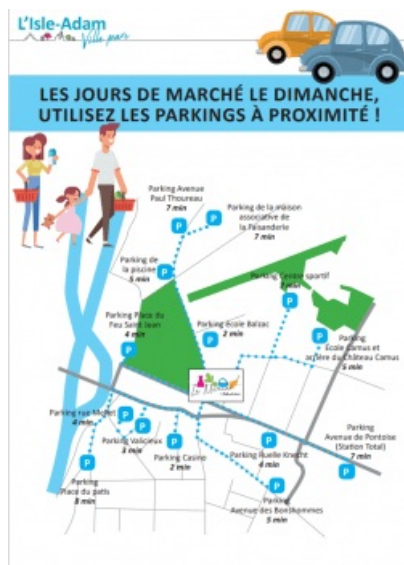 L'Isle-Adam
Ville parc
LES JOURS DE MARCHÉ LE DIMANCHE,
UTILISEZ LES PARKINGS À PROXIMITÉ !
Parking Avenue
Paul Thoureau
7 min
Parking de la maison
associative de
la Faisanderie
7 min
Parking de
la piscine
5 min
Parking Centre sportif
7 min
Parking Place du
Feu Saint Jean
4 min
Parking École Balzac
2 min
Parking
École Camus et
arrière du Château Camus
5 min
Parking rue Mellet
4 min
Parking
3 min
Parking Casino
2 min
Parking Ruelle Knecht
4 min
Parking
Avenue de Pontoise
(Station Total)
7 min
Parking
Place du patis
8 min
Parking
Avenue des Bonshommes
5 min